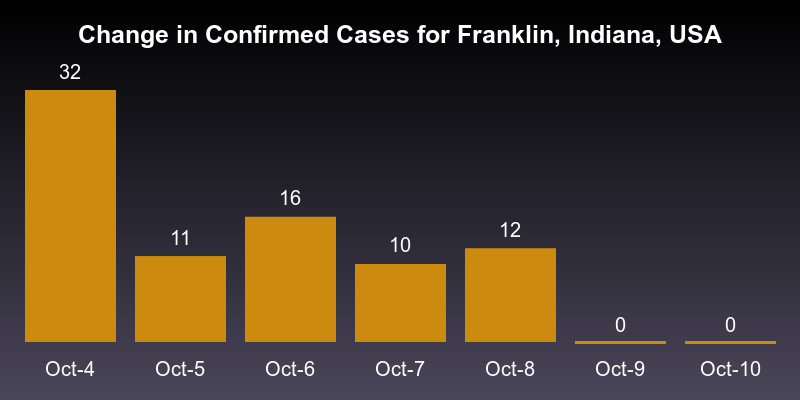 Change in Confirmed Cases for Franklin, Indiana, USA
32
11
16
10
12
0
0
Oct-4
Oct-5
Oct-6
Oct-7
Oct-8
Oct-9
Oct-10